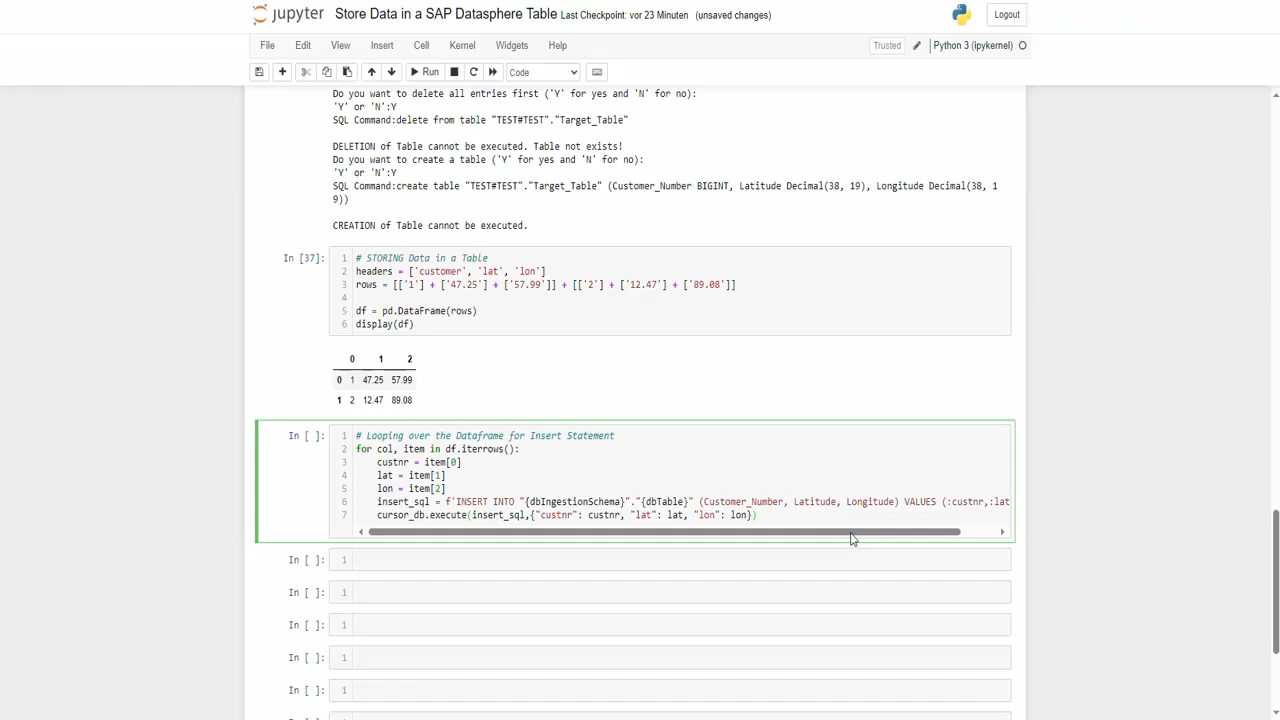 jupyter Store Data in a SAP Datasphere Table Last Checkpoint: vor 23 Minuten (unsaved changes) Logout
File Edit View Insert Cell Kernel Widgets Help Trusted Python 3 (ipykernel)
Run Code
Do you want to delete all entries first ('Y' for yes and 'N' for no):
'Y' or 'N':Y
SQL Command:delete from table "TEST#TEST"."Target_Table"
DELETION of Table cannot be executed. Table not exists!
Do you want to create a table ('Y' for yes and 'N' for no):
'Y' or 'N':Y
SQL Command:create table "TEST#TEST"."Target_Table" (Customer_Number BIGINT, Latitude Decimal(38, 19), Longitude Decimal(38, 1
9))
CREATION of Table cannot be executed.
In [37]: 1 # STORING Data in a Table
2 headers = ['customer', 'lat', 'lon']
3 rows = [['1'] + ['47.25'] + ['57.99']] + [['2'] + ['12.47'] + ['89.08']]
4
5 df = pd.DataFrame(rows)
6 display(df)
0 1 2
0 1 47.25 57.99
1 2 12.47 89.08
In [ ]: 1 # Looping over the Dataframe for Insert Statement
2 for col, item in df.iterrows():
3 custnr = item[0]
4 lat = item[1]
5 lon = item[2]
6 insert_sql = f'INSERT INTO "{dbIngestionSchema}"."{dbTable}" (Customer_Number, Latitude, Longitude) VALUES (:custnr,:lat
7 cursor_db.execute(insert_sql,{"custnr": custnr, "lat": lat, "lon": lon})
In [ ]: 1
In [ ]: 1
In [ ]: 1
In [ ]: 1
In [ ]: 1